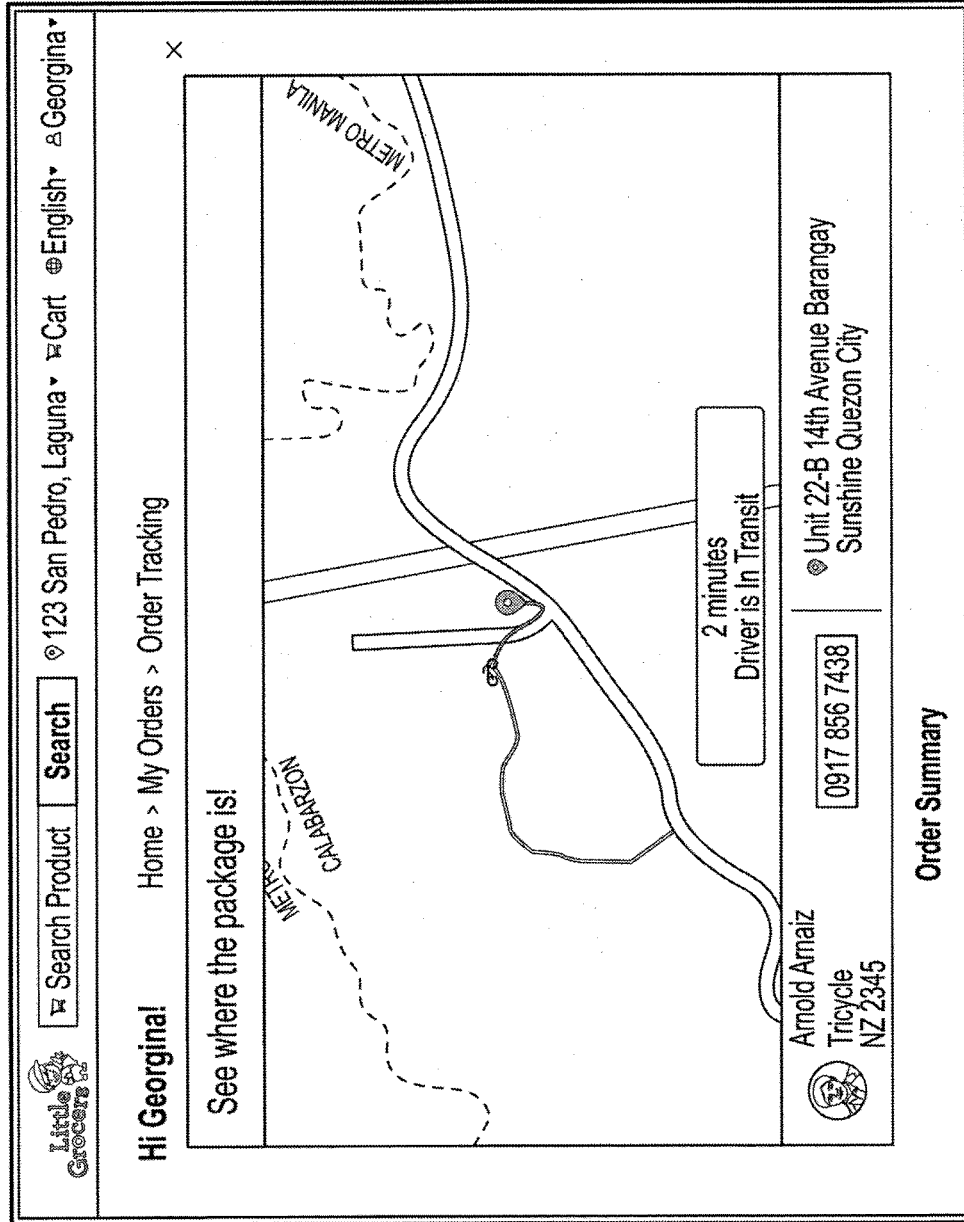 Little
Grocers
Search Product
Search
123 San Pedro, Laguna
Cart
English
Georgina
Hi Georgina!
Home > My Orders > Order Tracking
X
See where the package is!
METRO
CALABARZON
METRO MANILA
2 minutes
Driver is In Transit
Arnold Arnaiz
Tricycle
NZ 2345
0917 856 7438
Unit 22-B 14th Avenue Barangay
Sunshine Quezon City
Order Summary